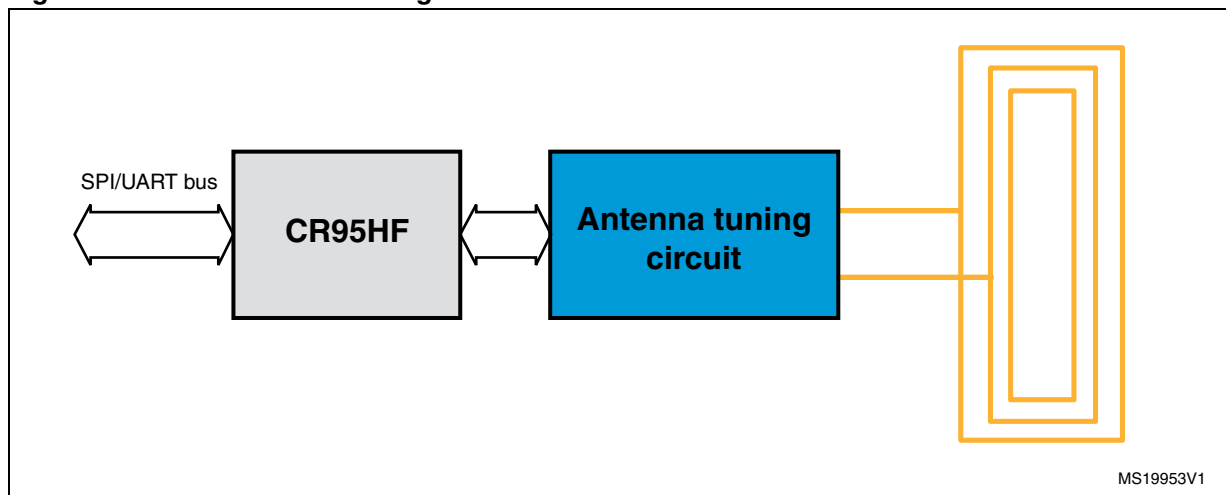 SPI/UART bus
CR95HF
Antenna tuning
circuit
MS19953V1